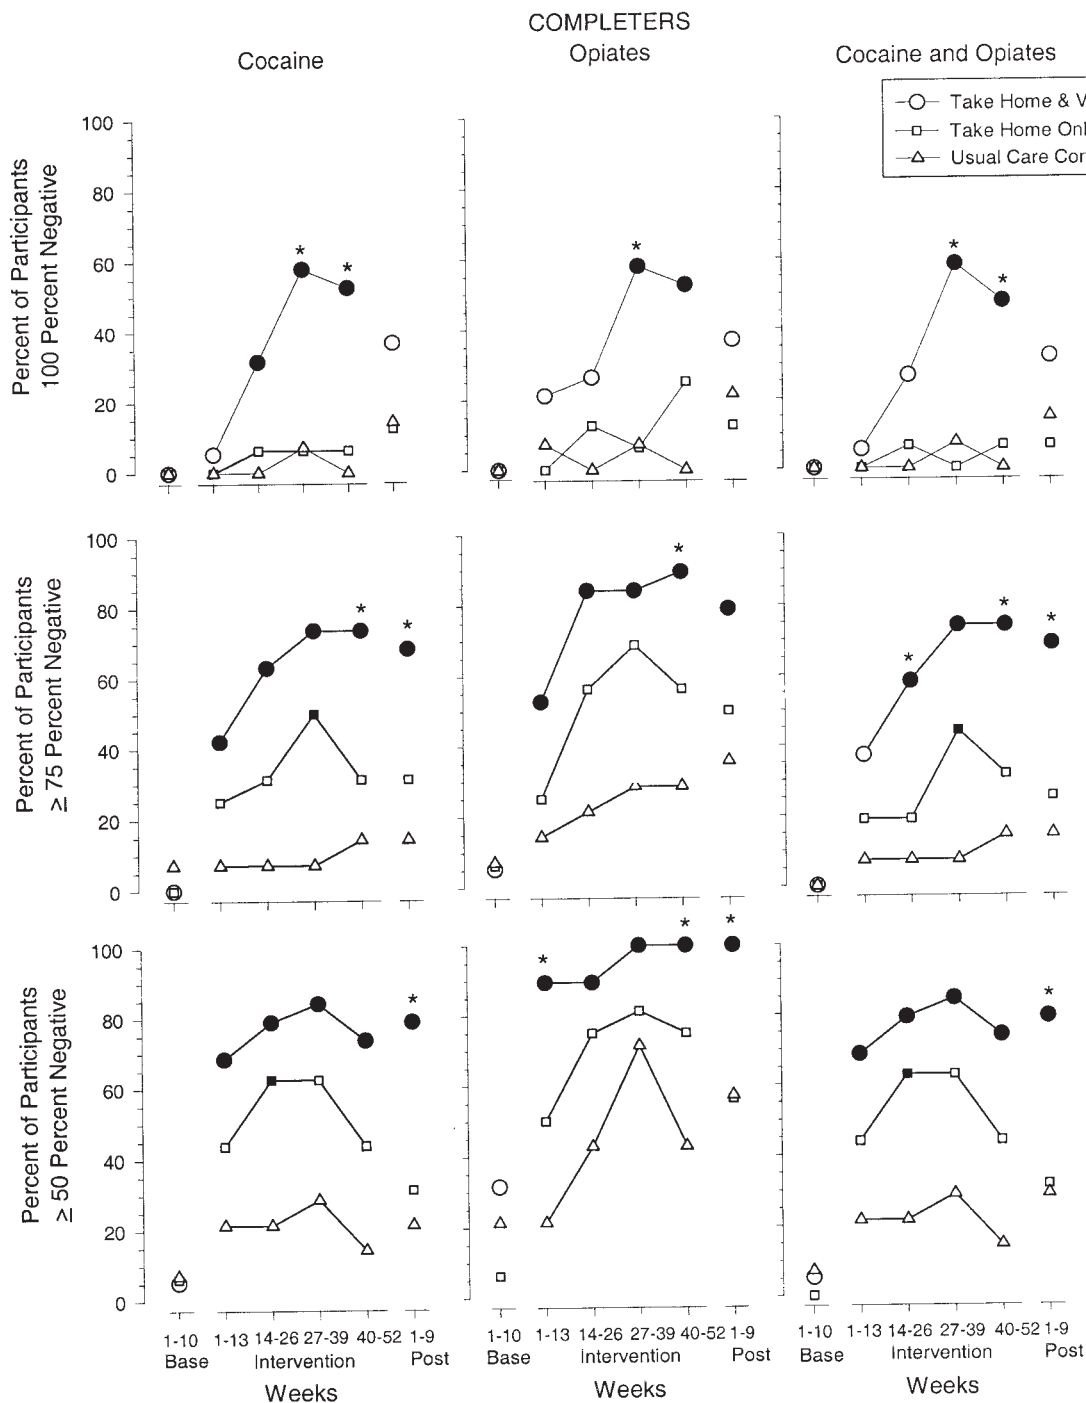 COMPLETERS
Cocaine
Opiates
Cocaine and Opiates
Take Home & V
Take Home Onl
Usual Care Con
Percent of Participants
100 Percent Negative
100
80
60
40
20
0
* *
*
* *
Percent of Participants
≥ 75 Percent Negative
100
80
60
40
20
0
* *
*
* * *
Percent of Participants
≥ 50 Percent Negative
100
80
60
40
20
0
*
* * *
*
1-10 1-13 14-26 27-39 40-52 1-9
Base Intervention Post
Weeks
1-10 1-13 14-26 27-39 40-52 1-9
Base Intervention Post
Weeks
1-10 1-13 14-26 27-39 40-52 1-9
Base Intervention Post
Weeks